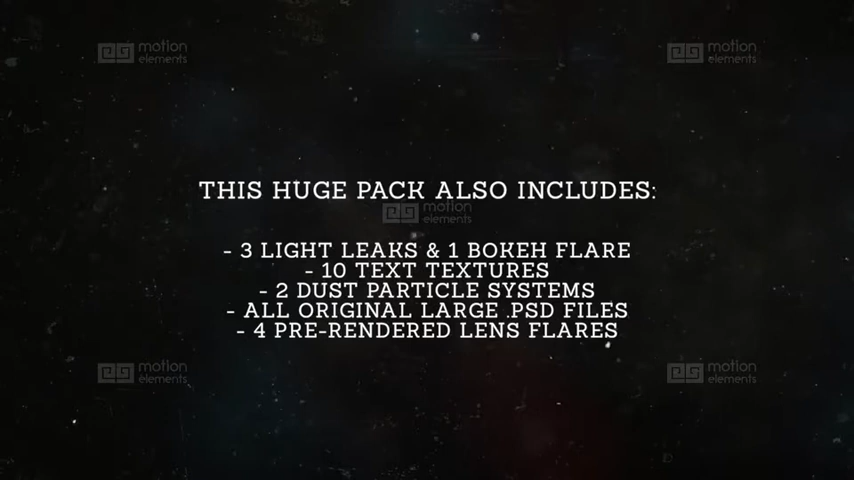 motion elements
motion elements
THIS HUGE PACK ALSO INCLUDES:
motion elements
- 3 LIGHT LEAKS & 1 BOKEH FLARE
- 10 TEXT TEXTURES
- 2 DUST PARTICLE SYSTEMS
- ALL ORIGINAL LARGE .PSD FILES
- 4 PRE-RENDERED LENS FLARES
motion elements
motion elements